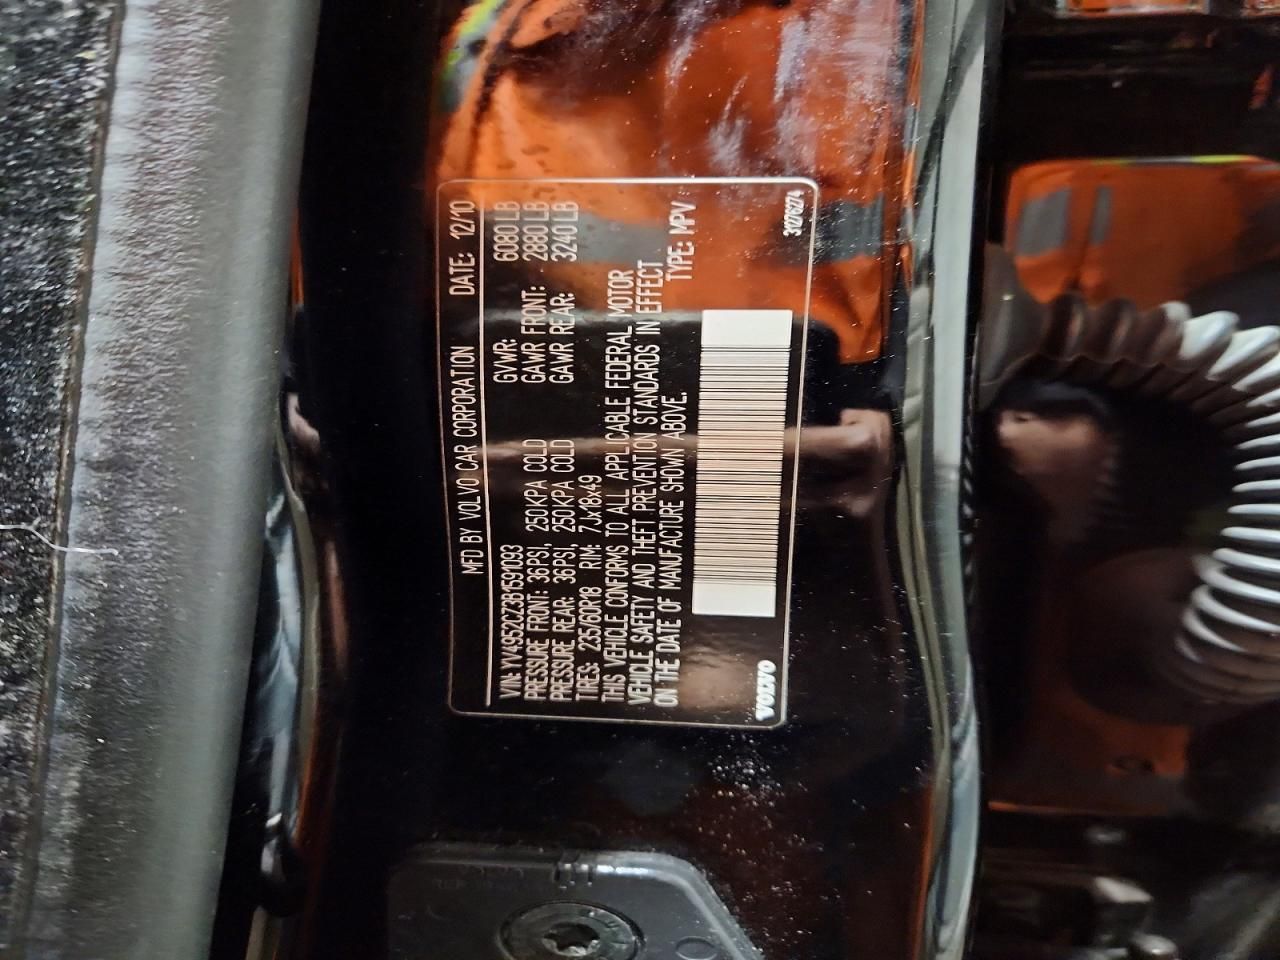 MFD BY VOLVO CAR CORPORATION DATE: 12/10
VIN: YV4952CZ3B1591093 GVWR: 6080 LB
PRESSURE FRONT: 36PSI, 250KPA COLD GAWR FRONT: 2880 LB
PRESSURE REAR: 36PSI, 250KPA COLD GAWR REAR: 3240 LB
TIRES: 235/60R18 RIM: 7Jx18x49
THIS VEHICLE CONFORMS TO ALL APPLICABLE FEDERAL MOTOR
VEHICLE SAFETY AND THEFT PREVENTION STANDARDS IN EFFECT
ON THE DATE OF MANUFACTURE SHOWN ABOVE. TYPE: MPV
VOLVO 31276274